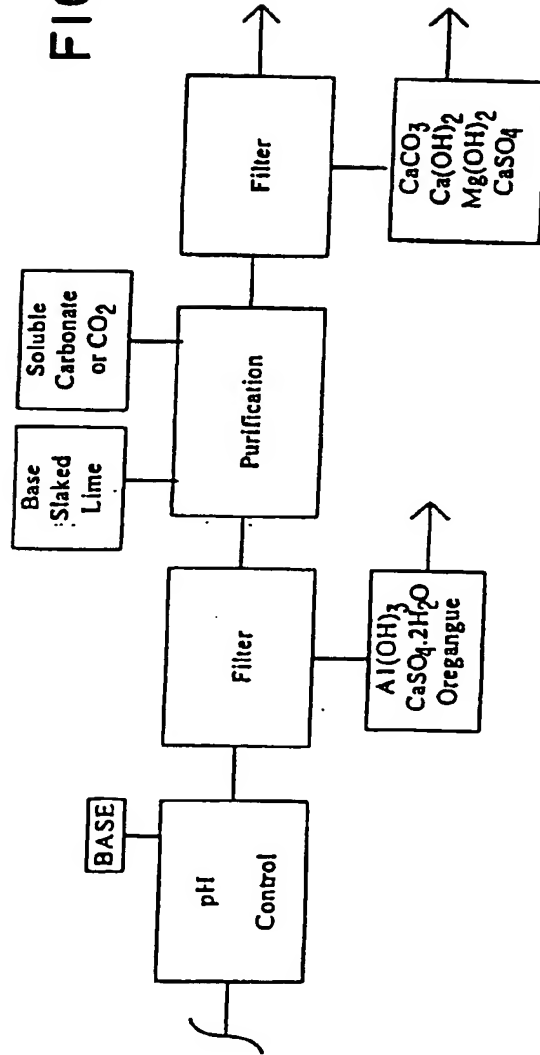 FIG
BASE
pH
Control
Filter
Al(OH)3
CaSO4.2H2O
Oregangue
Base
Slaked
Lime
Soluble
Carbonate
or CO2
Purification
Filter
CaCO3
Ca(OH)2
Mg(OH)2
CaSO4